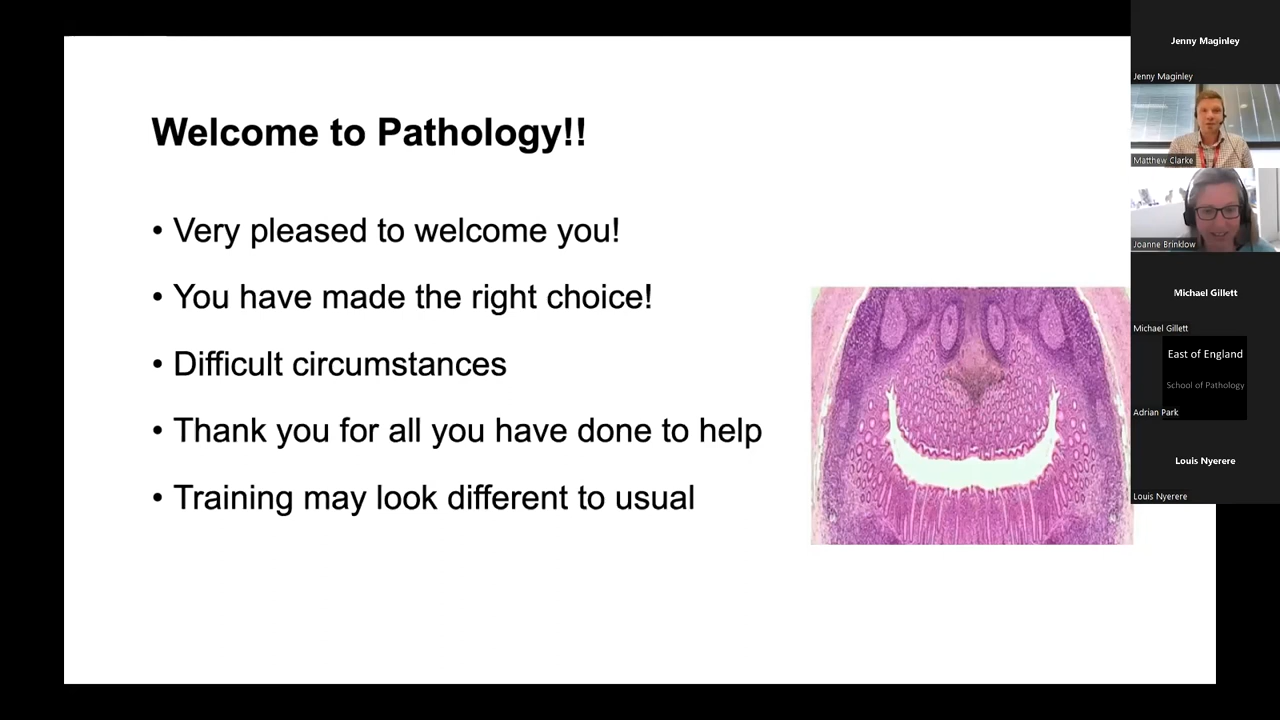 Welcome to Pathology!!
• Very pleased to welcome you!
• You have made the right choice!
• Difficult circumstances
• Thank you for all you have done to help
• Training may look different to usual
Jenny Maginley
Jenny Maginley
Matthew Clarke
Joanne Brinklow
Michael Gillett
Michael Gillett
East of England
School of Pathology
Adrian Park
Louis Nyerere
Louis Nyerere